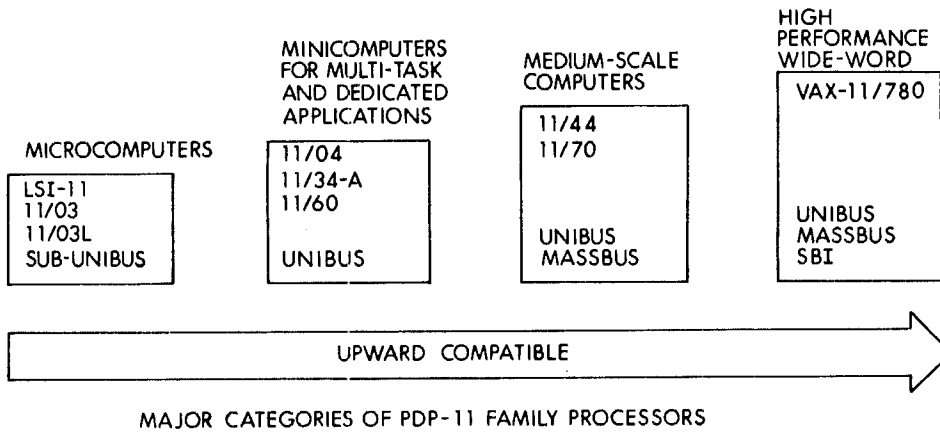 MICROCOMPUTERS
LSI-11
11/03
11/03L
SUB-UNIBUS
MINICOMPUTERS
FOR MULTI-TASK
AND DEDICATED
APPLICATIONS
11/04
11/34-A
11/60
UNIBUS
MEDIUM-SCALE
COMPUTERS
11/44
11/70
UNIBUS
MASSBUS
HIGH
PERFORMANCE
WIDE-WORD
VAX-11/780
UNIBUS
MASSBUS
SBI
UPWARD COMPATIBLE
MAJOR CATEGORIES OF PDP-11 FAMILY PROCESSORS